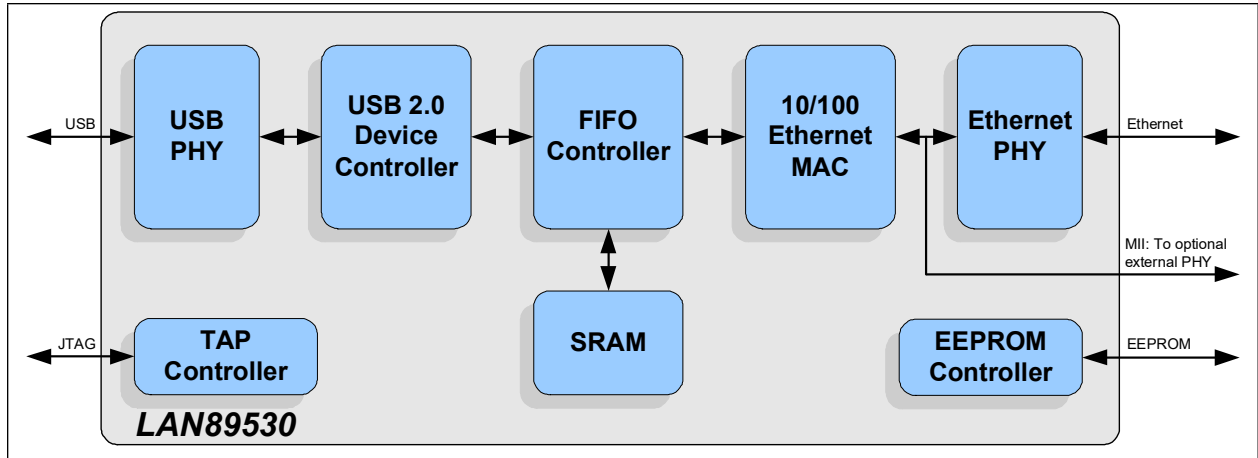 USB
USB
PHY
USB 2.0
Device
Controller
FIFO
Controller
10/100
Ethernet
MAC
Ethernet
PHY
Ethernet
MII: To optional
external PHY
SRAM
JTAG
TAP
Controller
EEPROM
Controller
EEPROM
LAN89530